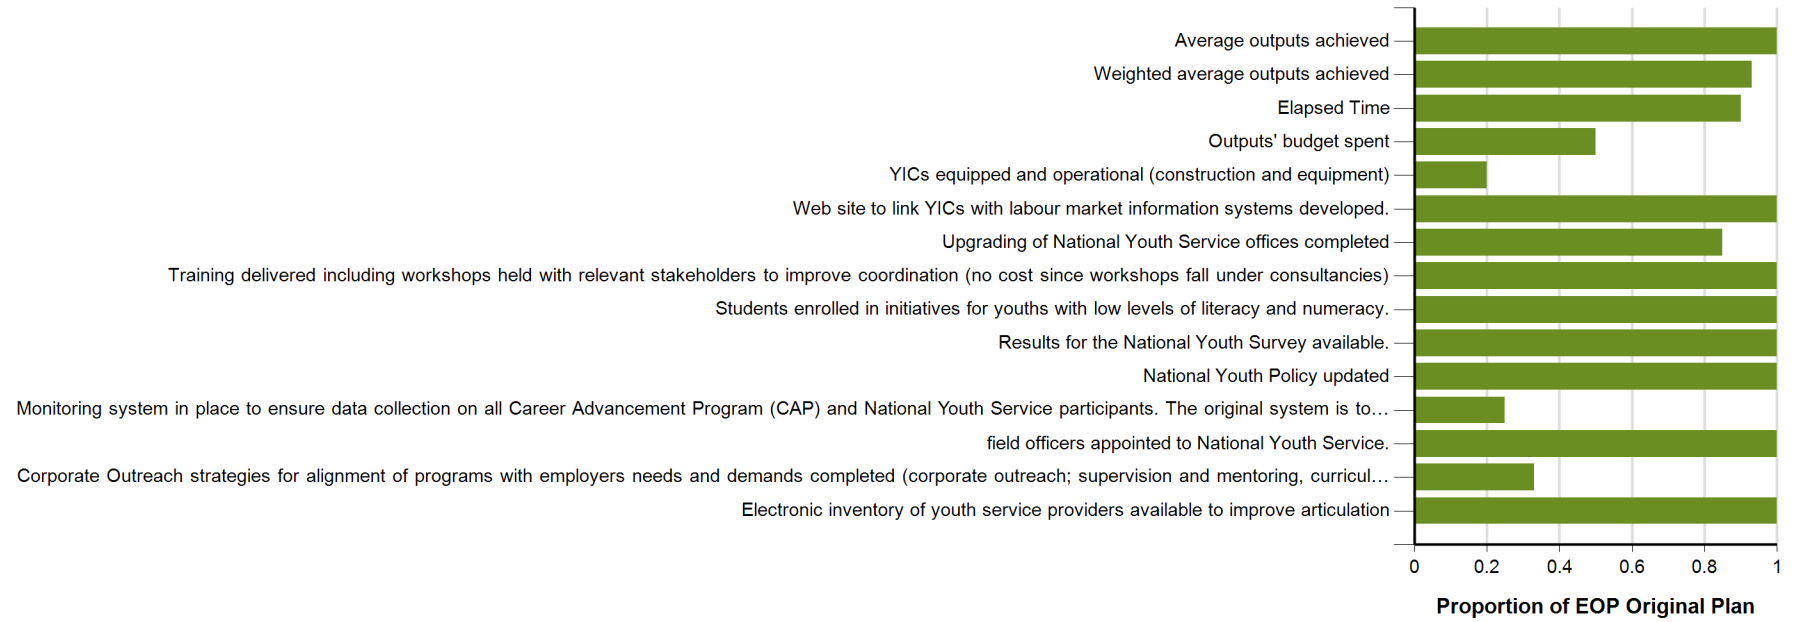 Average outputs achieved
Weighted average outputs achieved
Elapsed Time
Outputs' budget spent
YICs equipped and operational (construction and equipment)
Web site to link YICs with labour market information systems developed.
Upgrading of National Youth Service offices completed
Training delivered including workshops held with relevant stakeholders to improve coordination (no cost since workshops fall under consultancies)
Students enrolled in initiatives for youths with low levels of literacy and numeracy.
Results for the National Youth Survey available.
National Youth Policy updated
Monitoring system in place to ensure data collection on all Career Advancement Program (CAP) and National Youth Service participants. The original system is to…
field officers appointed to National Youth Service.
Corporate Outreach strategies for alignment of programs with employers needs and demands completed (corporate outreach; supervision and mentoring, curricul…
Electronic inventory of youth service providers available to improve articulation
0 0.2 0.4 0.6 0.8 1
Proportion of EOP Original Plan